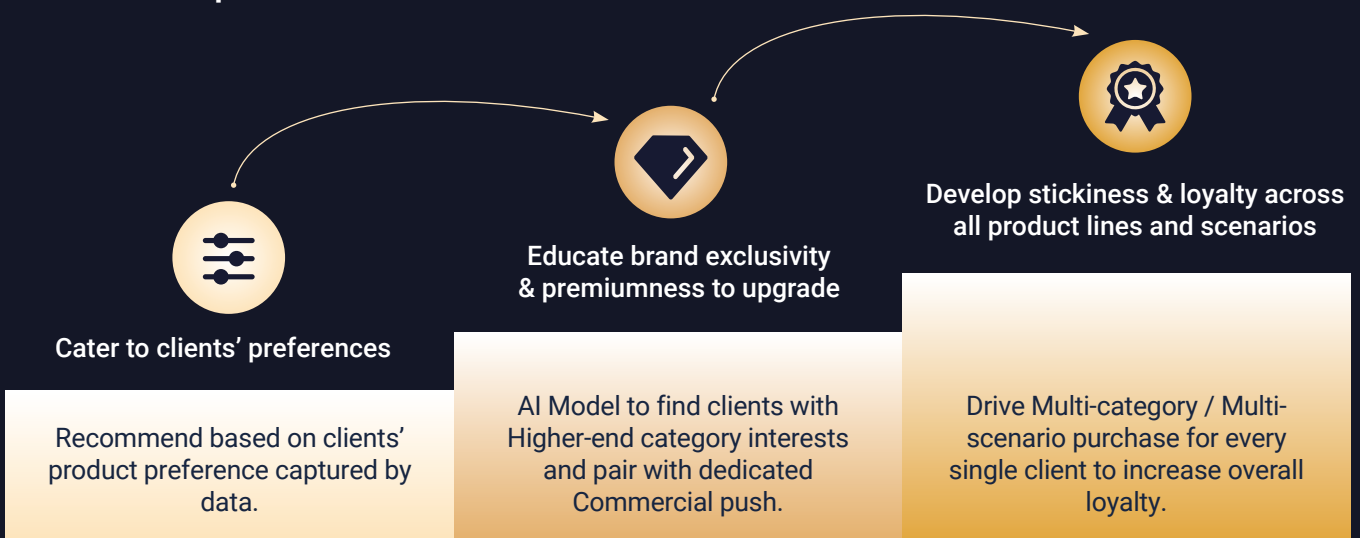 Cater to clients’ preferences
Recommend based on clients’
product preference captured by
data.
Educate brand exclusivity
& premiumness to upgrade
AI Model to find clients with
Higher-end category interests
and pair with dedicated
Commercial push.
Develop stickiness & loyalty across
all product lines and scenarios
Drive Multi-category / Multi-
scenario purchase for every
single client to increase overall
loyalty.